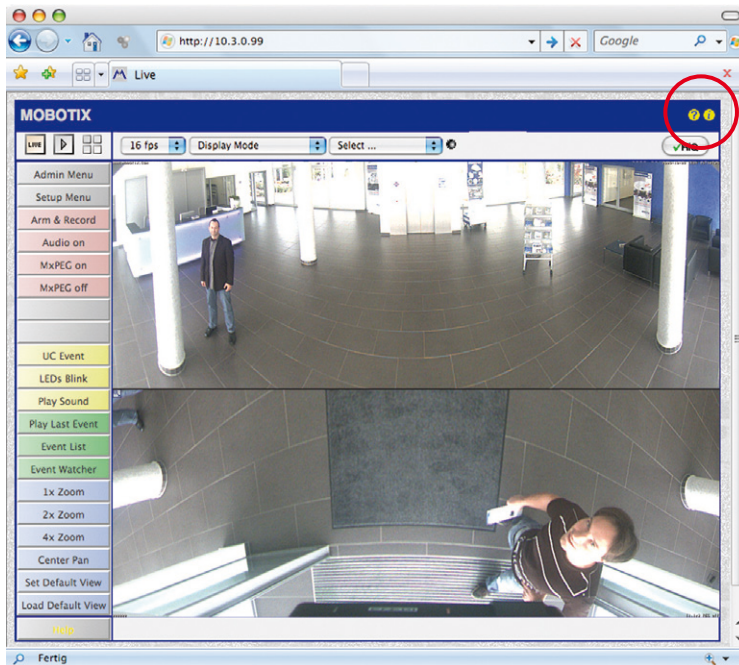 http://10.3.0.99
Google
Live
MOBOTIX
LIVE
16 fps
Display Mode
Select ...
HiQ
Admin Menu
Setup Menu
Arm & Record
Audio on
MxPEG on
MxPEG off
UC Event
LEDs Blink
Play Sound
Play Last Event
Event List
Event Watcher
1x Zoom
2x Zoom
4x Zoom
Center Pan
Set Default View
Load Default View
Help
Fertig